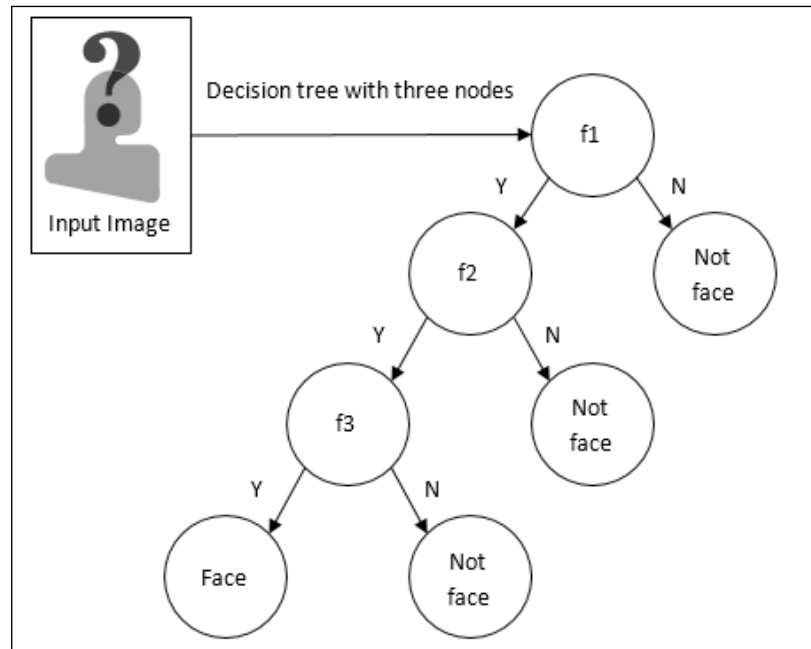 ?
Input Image
Decision tree with three nodes
f1
Y
N
f2
Not
face
Y
N
f3
Not
face
Y
N
Face
Not
face